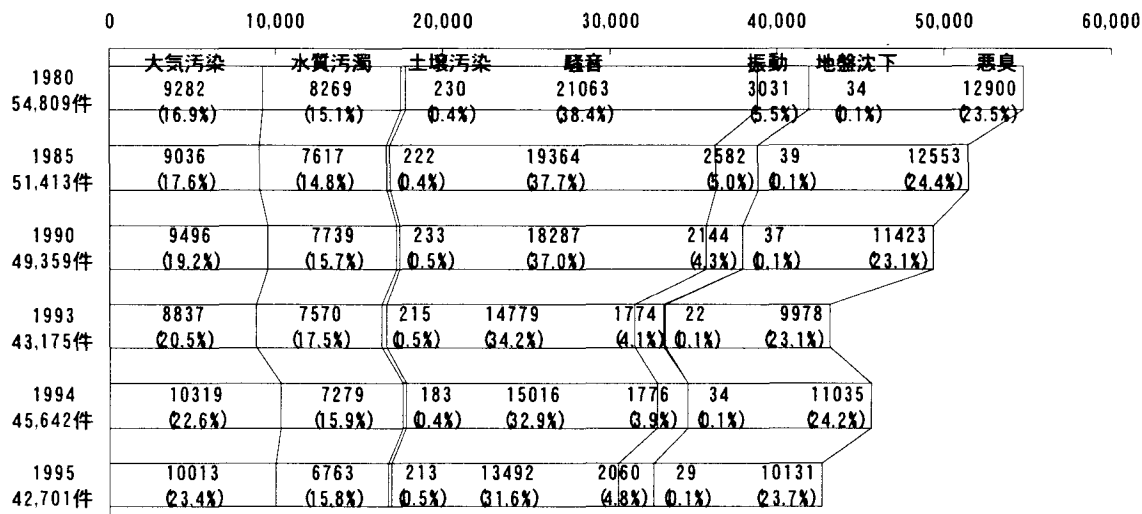 0 10,000 20,000 30,000 40,000 50,000 60,000
大気汚染 水質汚濁 土壌汚染 騒音 振動 地盤沈下 悪臭
1980 9282 8269 230 21063 3031 34 12900
54,809件 (16.9%) (15.1%) (0.4%) (38.4%) (5.5%) (0.1%) (23.5%)
1985 9036 7617 222 19364 2582 39 12553
51,413件 (17.6%) (14.8%) (0.4%) (37.7%) (5.0%) (0.1%) (24.4%)
1990 9496 7739 233 18287 2144 37 11423
49,359件 (19.2%) (15.7%) (0.5%) (37.0%) (4.3%) (0.1%) (23.1%)
1993 8837 7570 215 14779 1774 22 9978
43,175件 (20.5%) (17.5%) (0.5%) (34.2%) (4.1%) (0.1%) (23.1%)
1994 10319 7279 183 15016 1776 34 11035
45,642件 (22.6%) (15.9%) (0.4%) (32.9%) (3.9%) (0.1%) (24.2%)
1995 10013 6763 213 13492 2060 29 10131
42,701件 (23.4%) (15.8%) (0.5%) (31.6%) (4.8%) (0.1%) (23.7%)